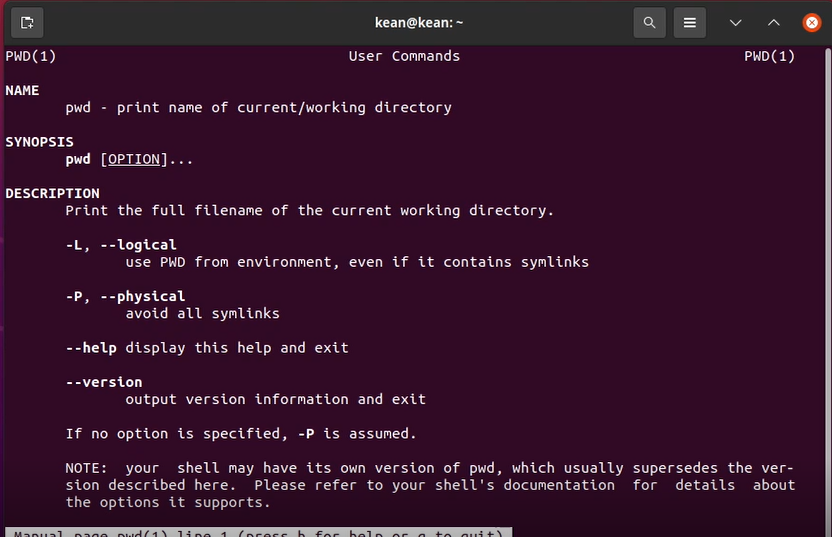 kean@kean: ~
PWD(1) User Commands PWD(1)
NAME
pwd - print name of current/working directory
SYNOPSIS
pwd [OPTION]...
DESCRIPTION
Print the full filename of the current working directory.
-L, --logical
use PWD from environment, even if it contains symlinks
-P, --physical
avoid all symlinks
--help display this help and exit
--version
output version information and exit
If no option is specified, -P is assumed.
NOTE: your shell may have its own version of pwd, which usually supersedes the ver-
sion described here. Please refer to your shell's documentation for details about
the options it supports.
Manual page pwd(1) line 1 (press h for help or q to quit)